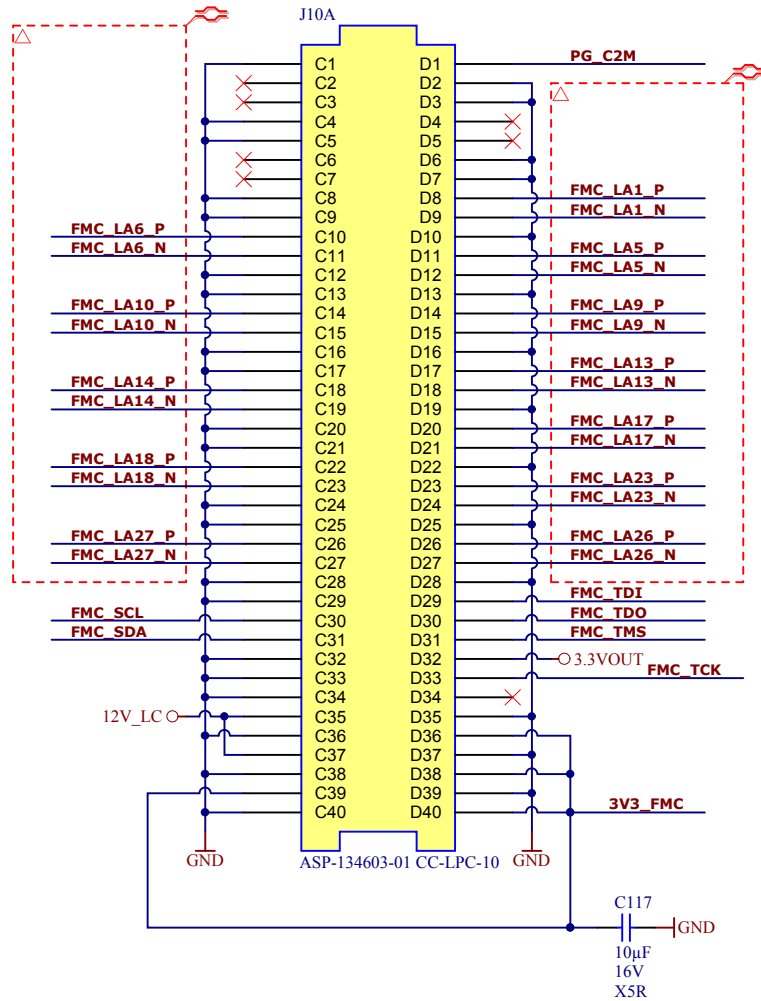 J10A
C1 D1 PG_C2M
C2 D2
C3 D3
C4 D4
C5 D5
C6 D6
C7 D7
C8 D8 FMC_LA1_P
C9 D9 FMC_LA1_N
FMC_LA6_P C10 D10
FMC_LA6_N C11 D11 FMC_LA5_P
C12 D12 FMC_LA5_N
C13 D13
FMC_LA10_P C14 D14 FMC_LA9_P
FMC_LA10_N C15 D15 FMC_LA9_N
C16 D16
C17 D17 FMC_LA13_P
FMC_LA14_P C18 D18 FMC_LA13_N
FMC_LA14_N C19 D19
C20 D20 FMC_LA17_P
C21 D21 FMC_LA17_N
FMC_LA18_P C22 D22
FMC_LA18_N C23 D23 FMC_LA23_P
C24 D24 FMC_LA23_N
C25 D25
FMC_LA27_P C26 D26 FMC_LA26_P
FMC_LA27_N C27 D27 FMC_LA26_N
C28 D28
C29 D29 FMC_TDI
FMC_SCL C30 D30 FMC_TDO
FMC_SDA C31 D31 FMC_TMS
C32 D32 3.3VOUT
C33 D33 FMC_TCK
C34 D34
12V_LC C35 D35
C36 D36
C37 D37
C38 D38
C39 D39
C40 D40 3V3_FMC
GND ASP-134603-01 CC-LPC-10 GND
C117
GND
10µF
16V
X5R